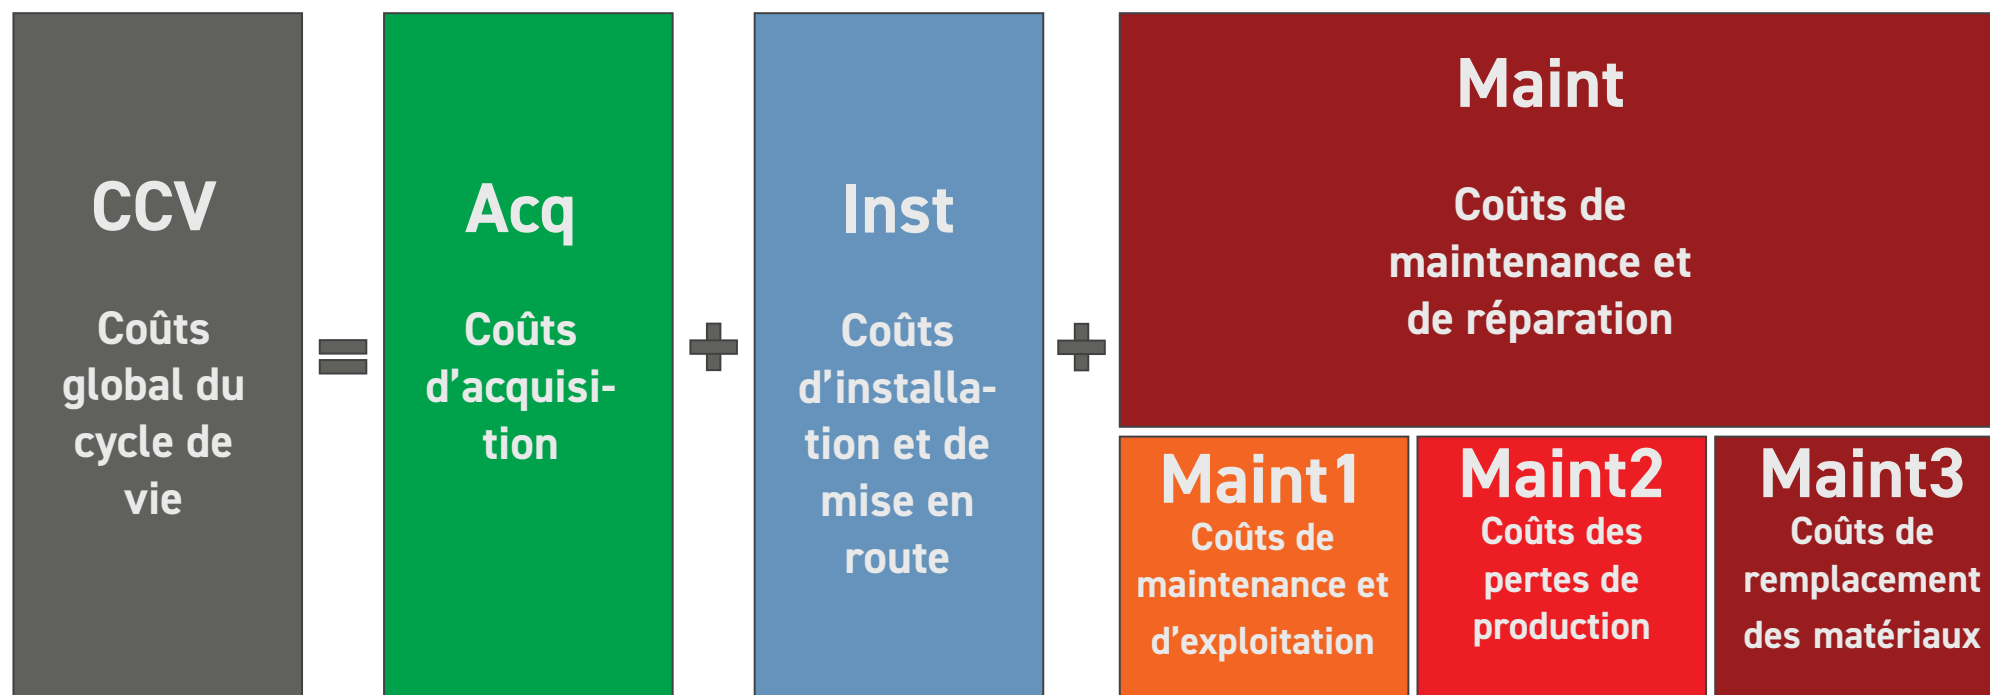 CCV
Coûts
global du
cycle de
vie
=
Acq
Coûts
d’acquisi-
tion
+
Inst
Coûts
d’installa-
tion et de
mise en
route
+
Maint
Coûts de
maintenance et
de réparation
Maint1
Coûts de
maintenance et
d’exploitation
Maint2
Coûts des
pertes de
production
Maint3
Coûts de
remplacement
des matériaux